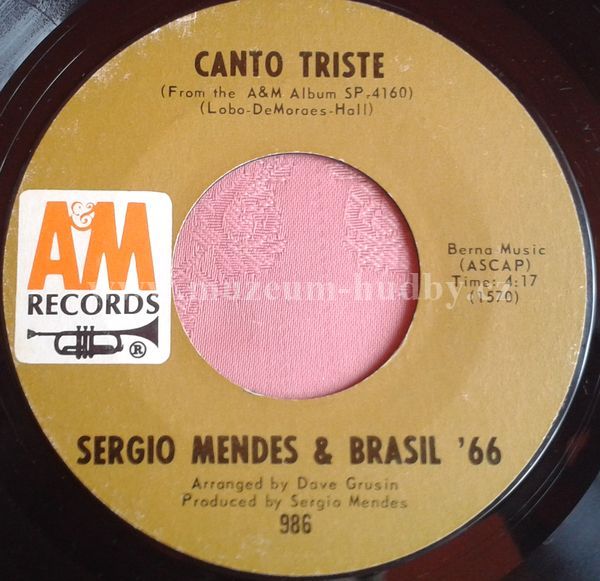 CANTO TRISTE
(From the A&M Album SP-4160)
(Lobo-DeMoraes-Hall)
A&M
RECORDS
®
Berna Music
(ASCAP)
Time: 4:17
(1570)
www.muzeum-hudby.cz
SERGIO MENDES & BRASIL '66
Arranged by Dave Grusin
Produced by Sergio Mendes
986